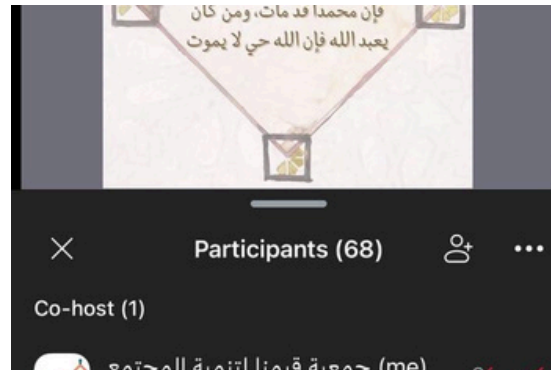 فإن محمدا قد مات، ومن كان
يعبد الله فإن الله حي لا يموت
Participants (68)
Co-host (1)
(me) جمعية قيمنا لتنمية المجتمع